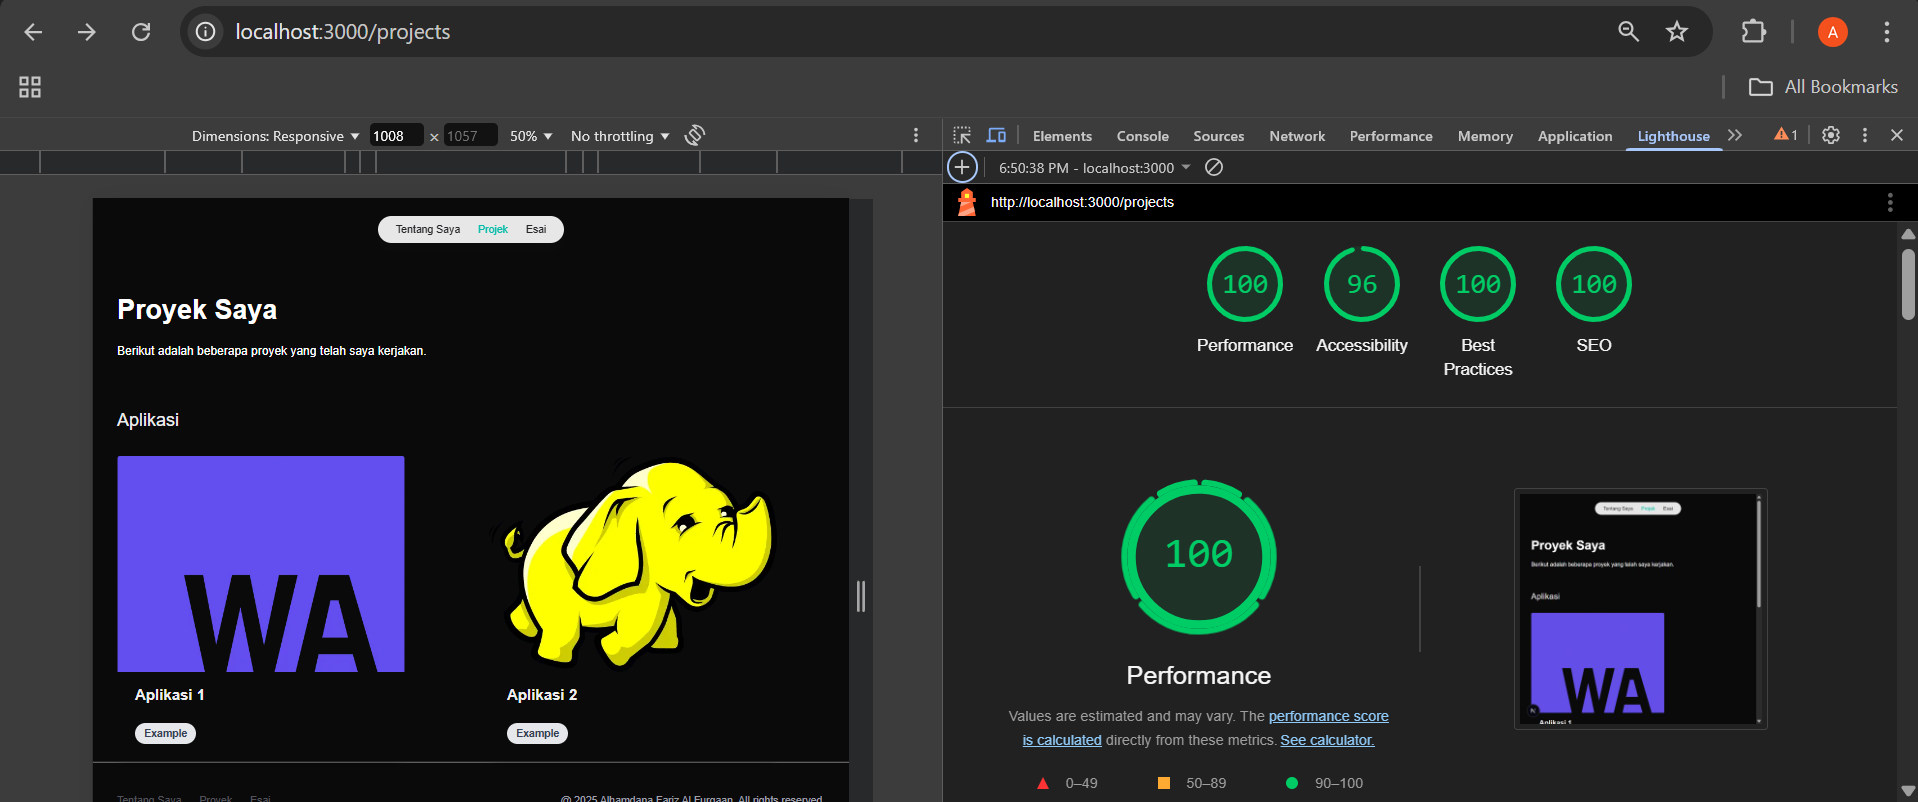 localhost:3000/projects
A
All Bookmarks
Dimensions: Responsive 1008 × 1057 50% No throttling
Elements Console Sources Network Performance Memory Application Lighthouse 1
6:50:38 PM - localhost:3000
http://localhost:3000/projects
Tentang Saya Projek Esai
Proyek Saya
Berikut adalah beberapa proyek yang telah saya kerjakan.
Aplikasi
WA
Aplikasi 1 Aplikasi 2
Example Example
Tentang Saya Proyek Esai @ 2025 Alhamdana Fariz Al Furqaan. All rights reserved.
100 96 100 100
Performance Accessibility Best Practices SEO
100
Performance
Values are estimated and may vary. The performance score
is calculated directly from these metrics. See calculator.
0–49 50–89 90–100
Tentang Saya Projek Esai
Proyek Saya
Berikut adalah beberapa proyek yang telah saya kerjakan.
Aplikasi
WA
Aplikasi 1